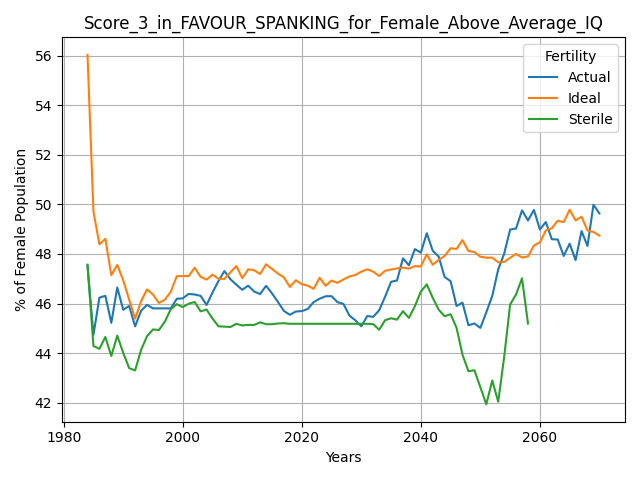 Score_3_in_FAVOUR_SPANKING_for_Female_Above_Average_IQ
Fertility
Actual
Ideal
Sterile
% of Female Population
56
54
52
50
48
46
44
42
1980
2000
2020
2040
2060
Years